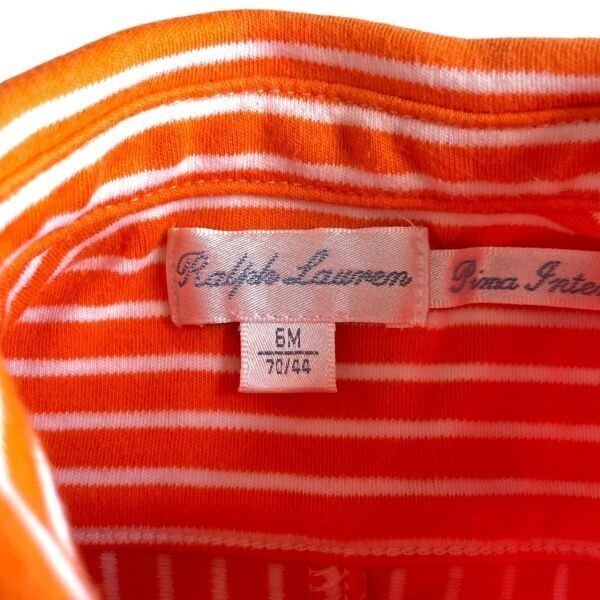 Ralph Lauren
Pima Inte
6M
70/44